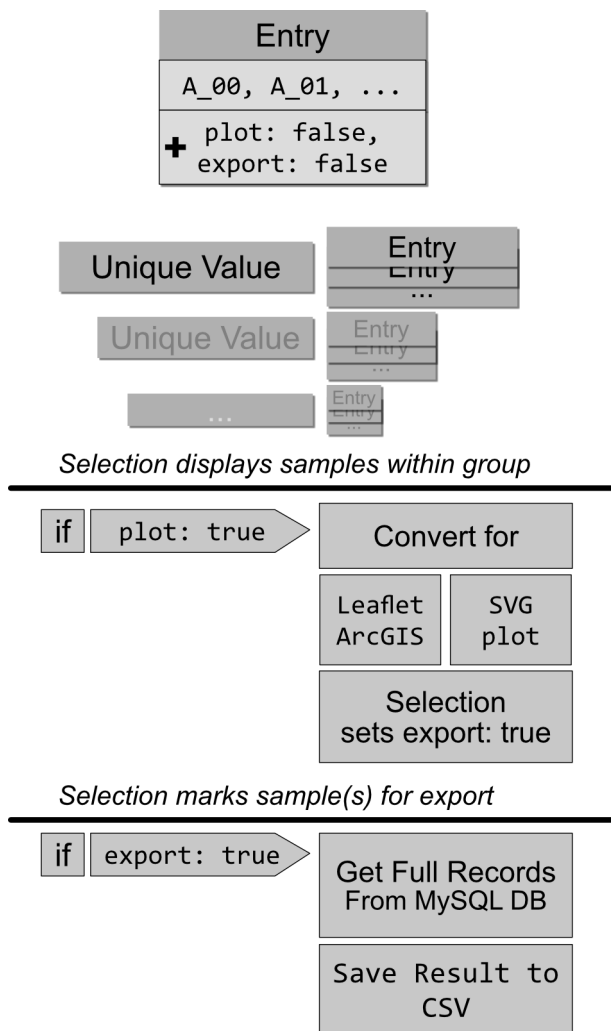 Entry
A_00, A_01, ...
+ plot: false,
export: false
Unique Value
Entry
Entry
...
Unique Value
Entry
Entry
...
...
Entry
Entry
...
Selection displays samples within group
if plot: true
Convert for
Leaflet
ArcGIS
SVG
plot
Selection
sets export: true
Selection marks sample(s) for export
if export: true
Get Full Records
From MySQL DB
Save Result to
CSV